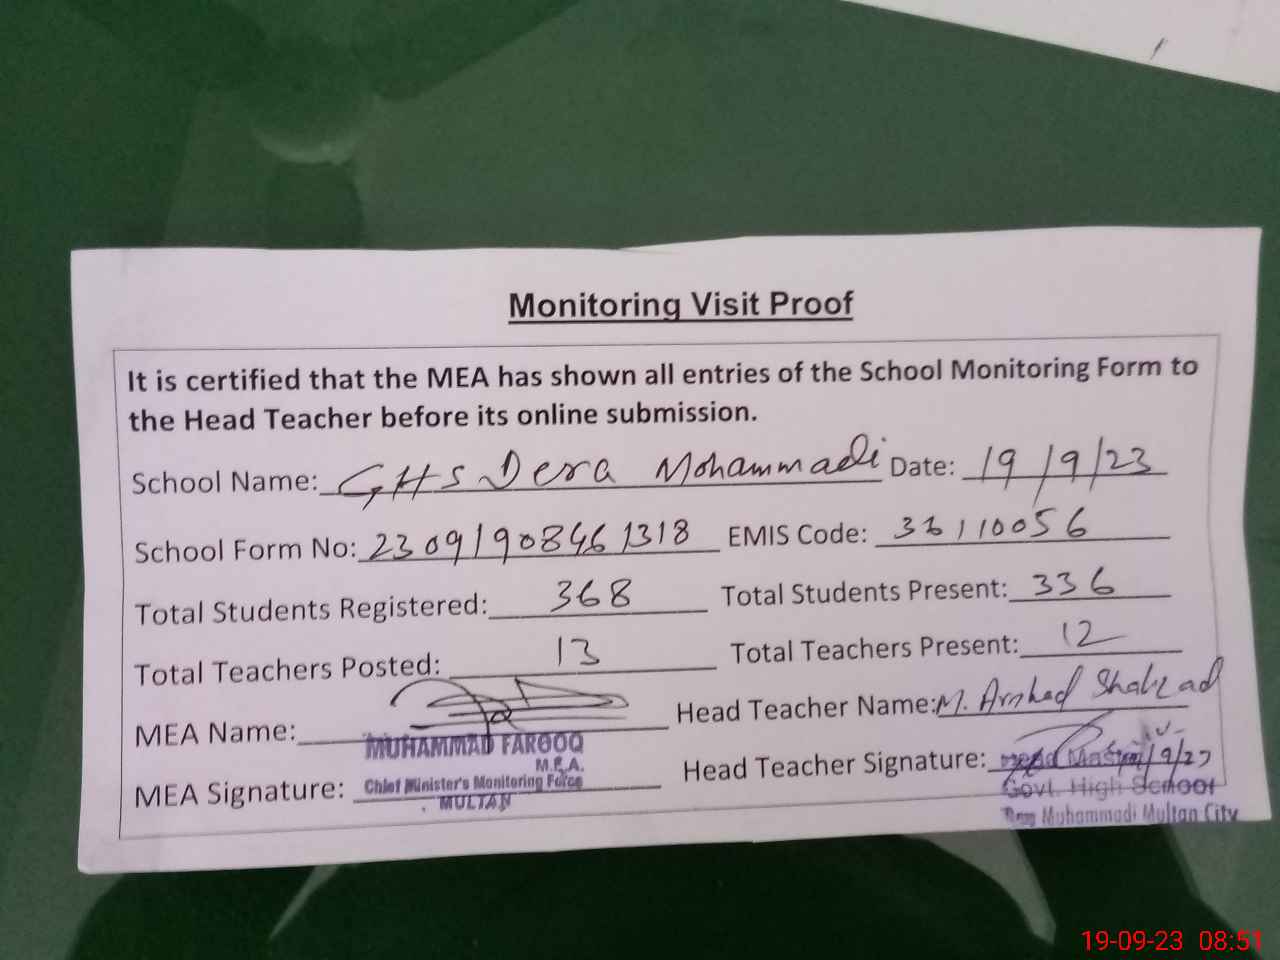 Monitoring Visit Proof
It is certified that the MEA has shown all entries of the School Monitoring Form to
the Head Teacher before its online submission.
School Name: GHS Dera Mohammadi Date: 19/9/23
School Form No: 230919084661318 EMIS Code: 36110056
Total Students Registered: 368 Total Students Present: 336
Total Teachers Posted: 13 Total Teachers Present: 12
MEA Name: Head Teacher Name: M. Arshad Shahzad
MUHAMMAD FAROOQ
M.E.A.
MEA Signature: Chief Minister's Monitoring Force Head Teacher Signature: Head Master
MULTAN
Govt. High School
Dera Muhammadi Multan City
19-09-23 08:51